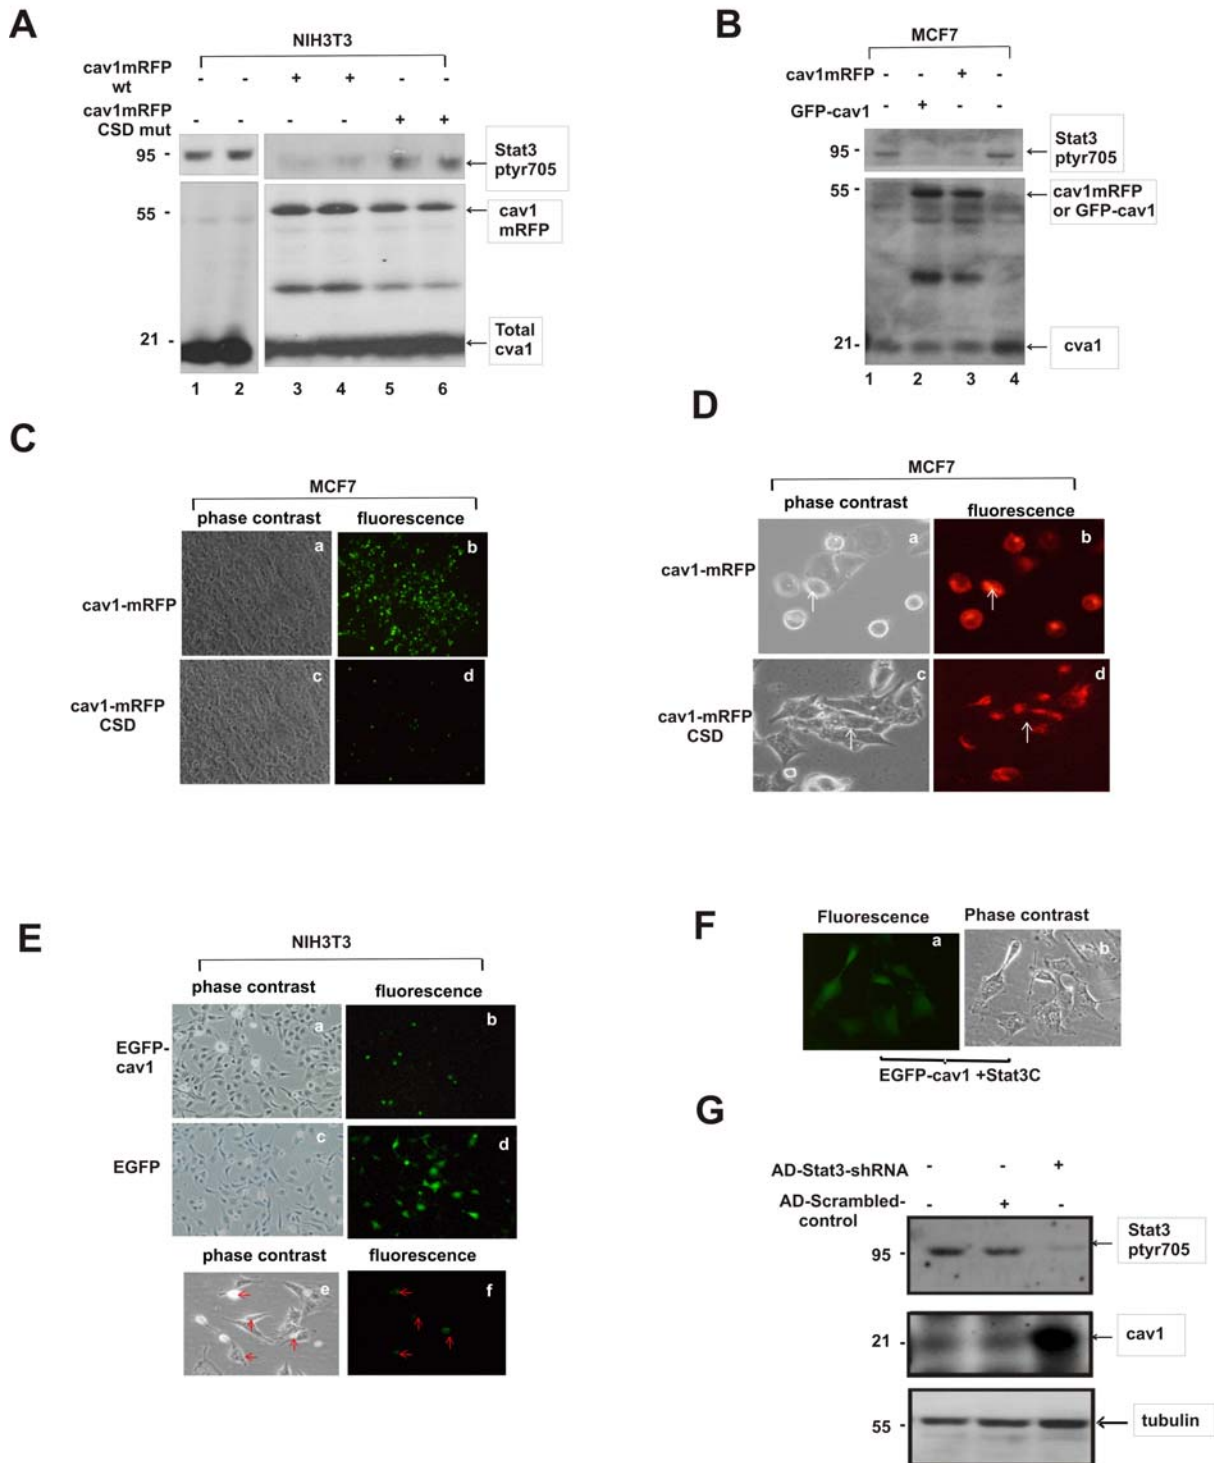 A
NIH3T3
cav1mRFP
wt
- - + + - -
cav1mRFP
CSD mut
- - - - + +
95 -
Stat3
ptyr705
55 -
cav1
mRFP
21 -
Total
cva1
1 2 3 4 5 6
B
MCF7
cav1mRFP - - + -
GFP-cav1 - + - -
95 -
Stat3
ptyr705
55 -
cav1mRFP
or GFP-cav1
21-
cva1
1 2 3 4
C
MCF7
phase contrast fluorescence
a b
cav1-mRFP
c d
cav1-mRFP
CSD
D
MCF7
phase contrast fluorescence
a b
cav1-mRFP
c d
cav1-mRFP
CSD
E
NIH3T3
phase contrast fluorescence
a b
EGFP-
cav1
c d
EGFP
phase contrast fluorescence
e f
F
Fluorescence Phase contrast
a b
EGFP-cav1 +Stat3C
G
AD-Stat3-shRNA - - +
AD-Scrambled-
control
- + -
95 -
Stat3
ptyr705
21 -
cav1
55 -
tubulin